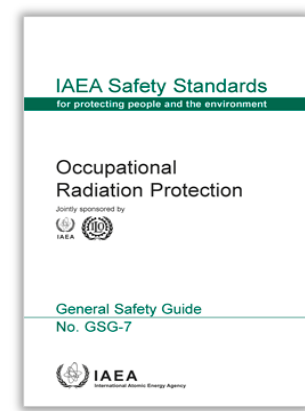 IAEA Safety Standards
for protecting people and the environment
Occupational
Radiation Protection
Jointly sponsored by
IAEA
General Safety Guide
No. GSG-7
IAEA
International Atomic Energy Agency